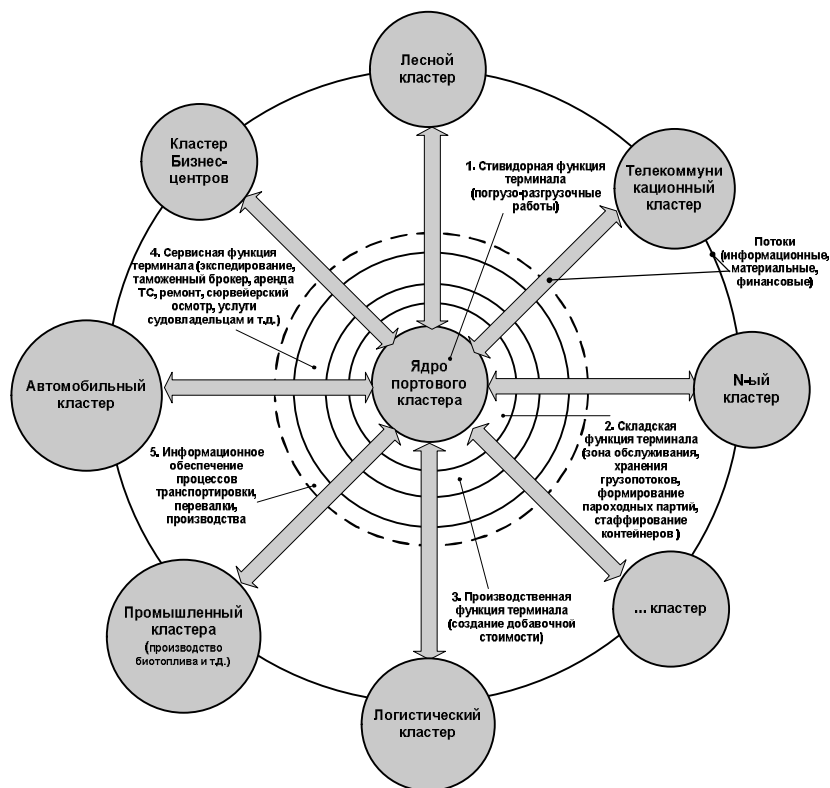 Лесной
кластер
Кластер
Бизнес-
центров
1. Стивидорная функция
терминала
(погрузо-разгрузочные
работы)
Телекоммуни
кационный
кластер
4. Сервисная функция
терминала (экспедирование,
таможенный брокер, аренда
ТС, ремонт, сюрвейерский
осмотр, услуги
судовладельцам и т.д.)
Потоки
(информационные,
материальные,
финансовые)
Автомобильный
кластер
Ядро
портового
кластера
N-ый
кластер
5. Информационное
обеспечение
процессов
транспортировки,
перевалки,
производства
2. Складская
функция терминала
(зона обслуживания,
хранения
грузопотоков,
формирование
пароходных партий,
стаффирование
контейнеров )
3. Производственная
функция терминала
(создание добавочной
стоимости)
Промышленный
кластера
(производство
биотоплива и т.д.)
... кластер
Логистический
кластер